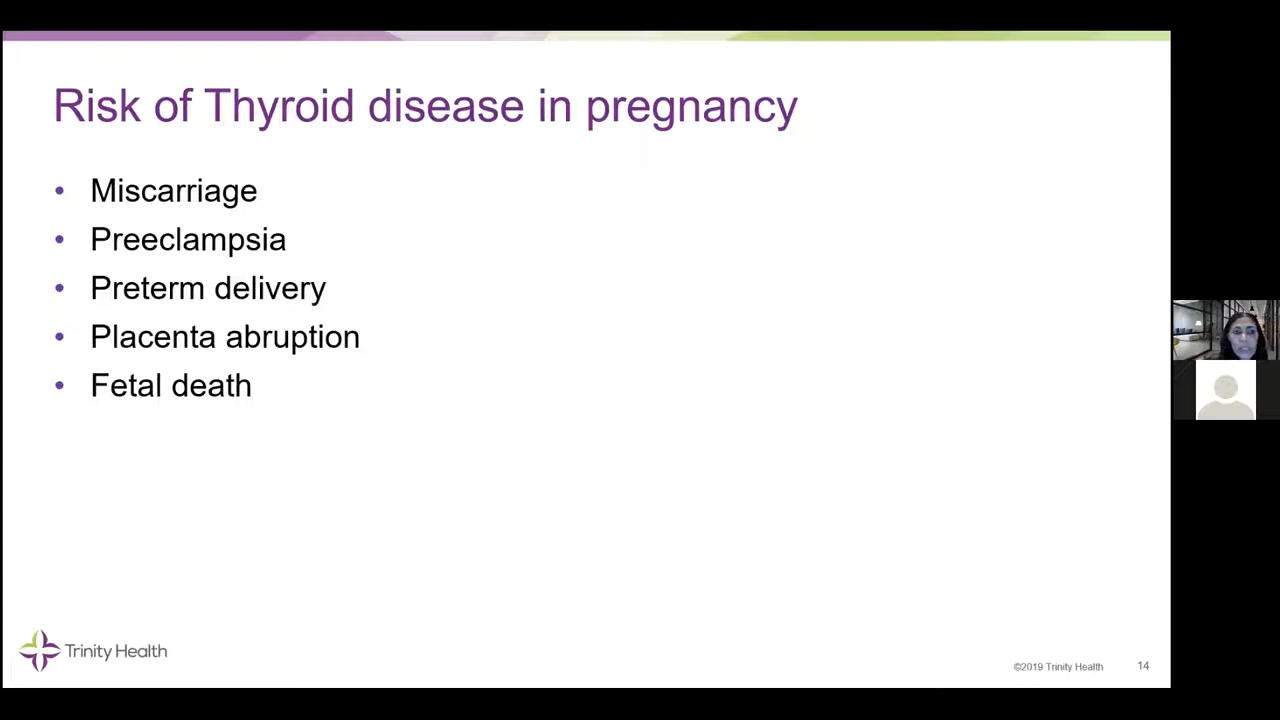 Risk of Thyroid disease in pregnancy
• Miscarriage
• Preeclampsia
• Preterm delivery
• Placenta abruption
• Fetal death
Trinity Health
©2019 Trinity Health
14